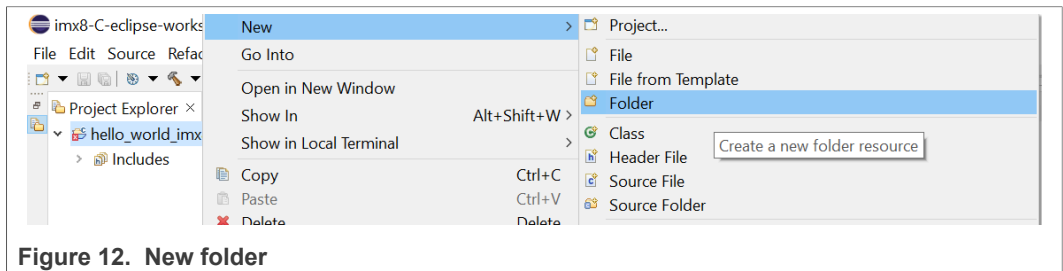 imx8-C-eclipse-works
File Edit Source Refac
Project Explorer ×
hello_world_imx
Includes
New >
Go Into
Open in New Window
Show In Alt+Shift+W >
Show in Local Terminal >
Copy Ctrl+C
Paste Ctrl+V
Delete Delete
Project...
File
File from Template
Folder
Class
Header File
Source File
Source Folder
Create a new folder resource
Figure 12. New folder